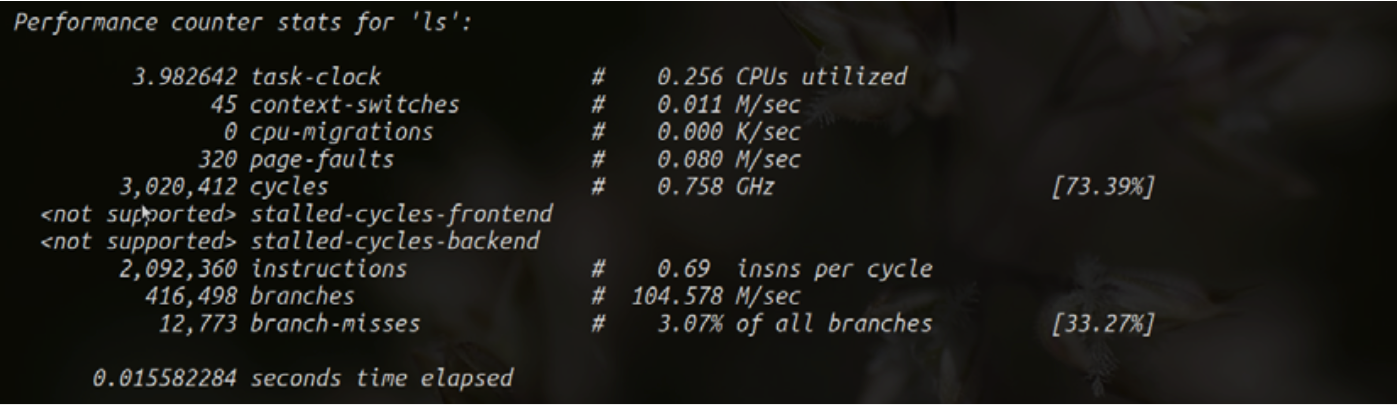 Performance counter stats for 'ls':
3.982642 task-clock # 0.256 CPUs utilized
45 context-switches # 0.011 M/sec
0 cpu-migrations # 0.000 K/sec
320 page-faults # 0.080 M/sec
3,020,412 cycles # 0.758 GHz [73.39%]
<not supported> stalled-cycles-frontend
<not supported> stalled-cycles-backend
2,092,360 instructions # 0.69 insns per cycle
416,498 branches # 104.578 M/sec
12,773 branch-misses # 3.07% of all branches [33.27%]
0.015582284 seconds time elapsed